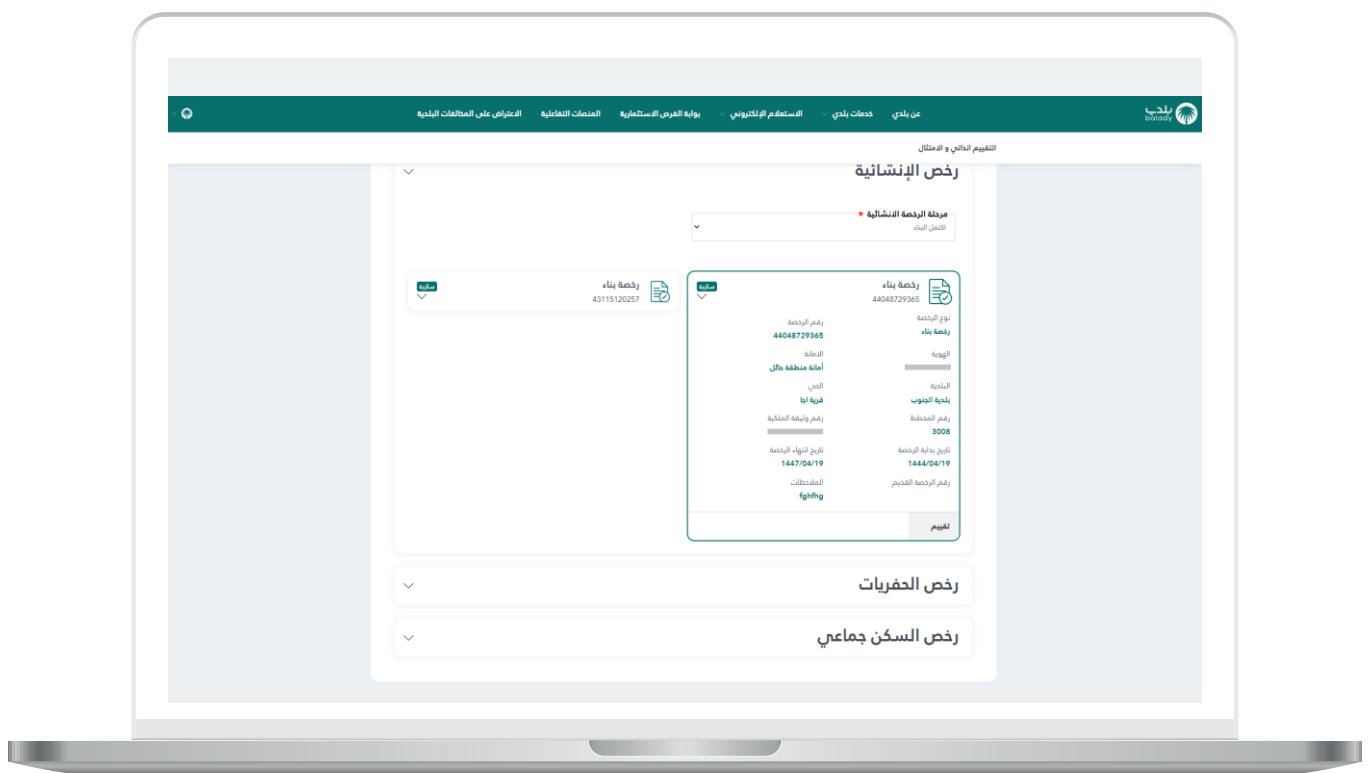 بلدي
balady
عن بلدي
خدمات بلدي
الاستعلام الإلكتروني
بوابة الفرص الاستثمارية
المنصات التفاعلية
الاعتراض على المخالفات البلدية
التقييم الذاتي و الامتثال
رخص الإنشائية
مرحلة الرخصة الانشائية *
اكتمل البناء
رخصة بناء
44048729365
سارية
نوع الرخصة
رخصة بناء
رقم الرخصة
44048729365
الهوية
الامانة
أمانة منطقة حائل
البلدية
بلدية الجنوب
الحي
قرية اجا
رقم المخطط
3008
رقم وثيقة الملكية
تاريخ بداية الرخصة
1444/04/19
تاريخ انتهاء الرخصة
1447/04/19
رقم الرخصة القديم
الملاحظات
fghfhg
تقييم
رخصة بناء
43115120257
سارية
رخص الحفريات
رخص السكن جماعي